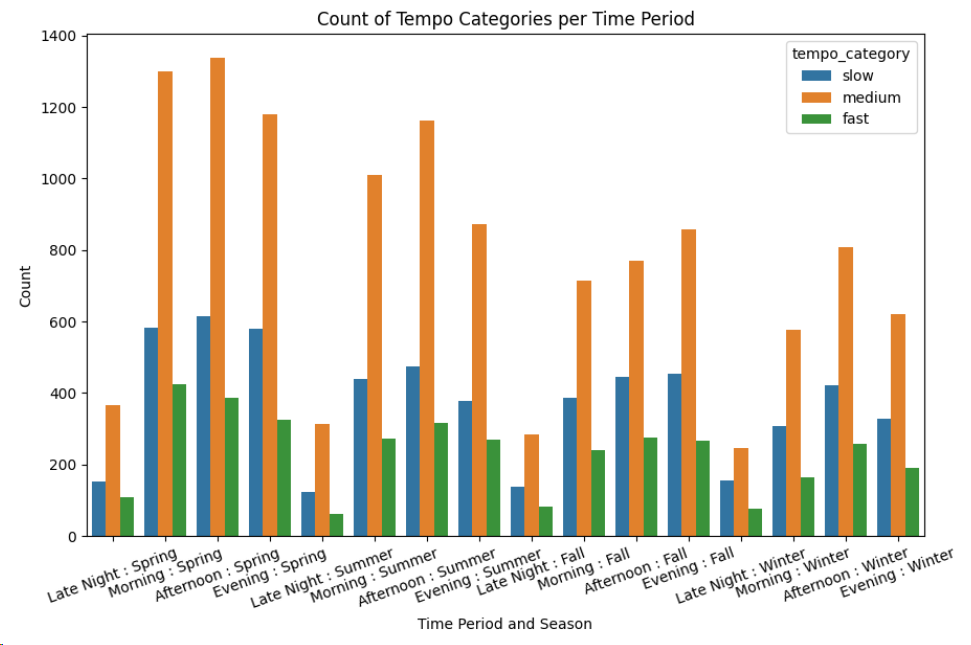 Count of Tempo Categories per Time Period
tempo_category
slow
medium
fast
Count
1400
1200
1000
800
600
400
200
0
Late Night : Spring
Morning : Spring
Afternoon : Spring
Evening : Spring
Late Night : Summer
Morning : Summer
Afternoon : Summer
Evening : Summer
Late Night : Fall
Morning : Fall
Afternoon : Fall
Evening : Fall
Late Night : Winter
Morning : Winter
Afternoon : Winter
Evening : Winter
Time Period and Season